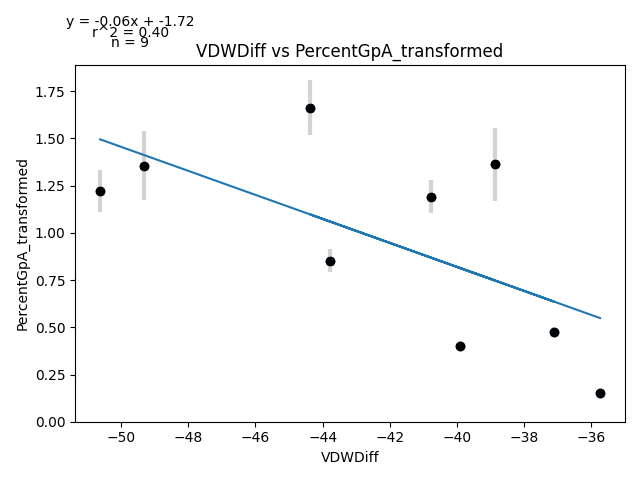 y = -0.06x + -1.72
r^2 = 0.40
n = 9
VDWDiff vs PercentGpA_transformed
PercentGpA_transformed
1.75
1.50
1.25
1.00
0.75
0.50
0.25
0.00
−50
−48
−46
−44
−42
−40
−38
−36
VDWDiff